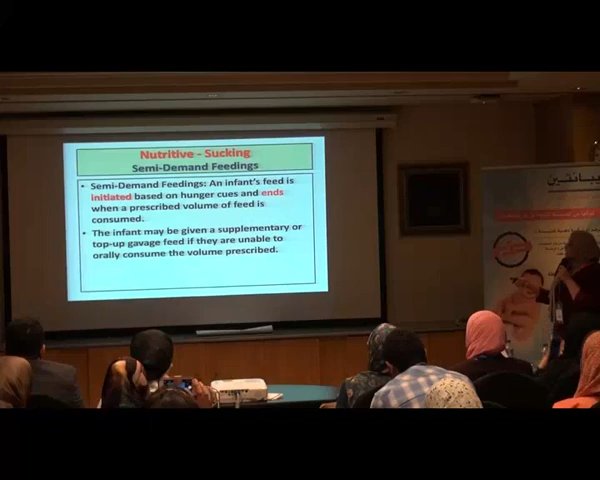 Nutritive - Sucking
Semi-Demand Feedings
• Semi-Demand Feedings: An infant's feed is
initiated based on hunger cues and ends
when a prescribed volume of feed is
consumed.
• The infant may be given a supplementary or
top-up gavage feed if they are unable to
orally consume the volume prescribed.